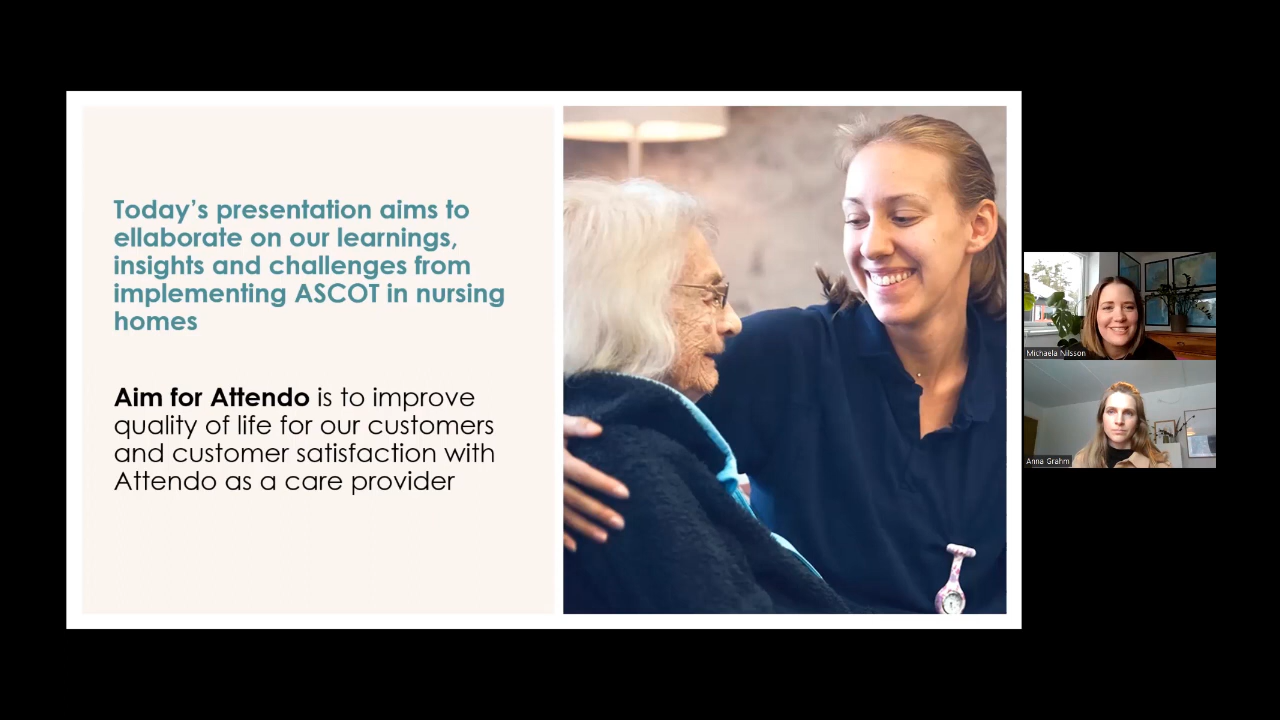 Today's presentation aims to
ellaborate on our learnings,
insights and challenges from
implementing ASCOT in nursing
homes
Aim for Attendo is to improve
quality of life for our customers
and customer satisfaction with
Attendo as a care provider
Michaela Nilsson
Anna Grahm